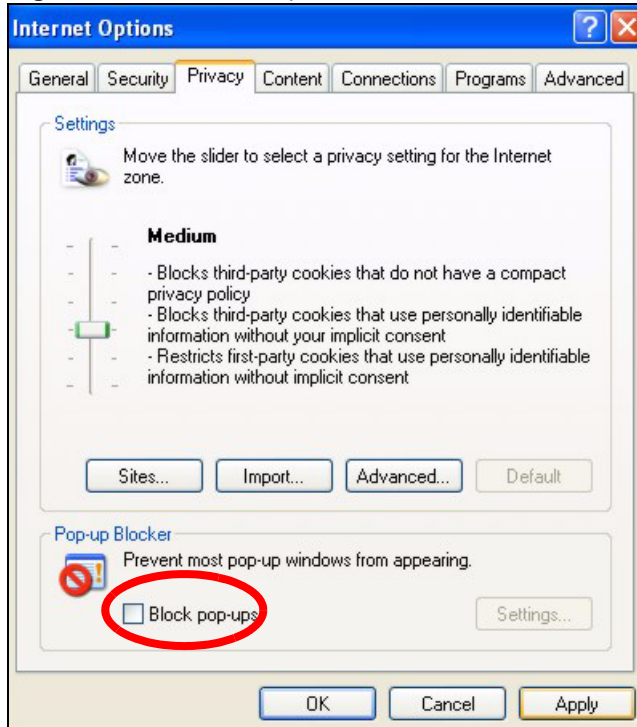 Internet Options
General Security Privacy Content Connections Programs Advanced
Settings
Move the slider to select a privacy setting for the Internet
zone.
Medium
- Blocks third-party cookies that do not have a compact
privacy policy
- Blocks third-party cookies that use personally identifiable
information without your implicit consent
- Restricts first-party cookies that use personally identifiable
information without implicit consent
Sites... Import... Advanced... Default
Pop-up Blocker
Prevent most pop-up windows from appearing.
Block pop-ups Settings...
OK Cancel Apply